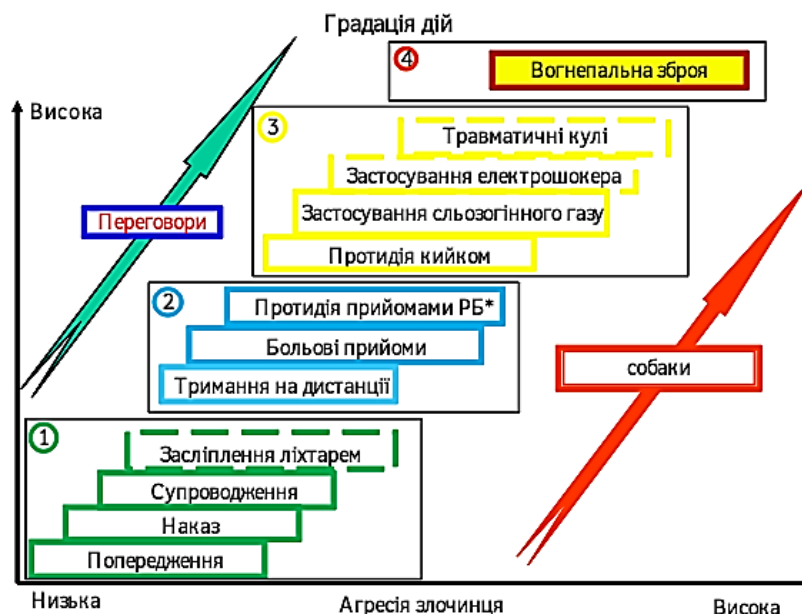 Градація дій
④
Вогнепальна зброя
Висока
③
Травматичні кулі
Застосування електрошокера
Застосування сльозогінного газу
Протидія кийком
Переговори
②
Протидія прийомами РБ*
Больові прийоми
Тримання на дистанції
собаки
①
Засліплення ліхтарем
Супроводження
Наказ
Попередження
Низька
Агресія злочинця
Висока